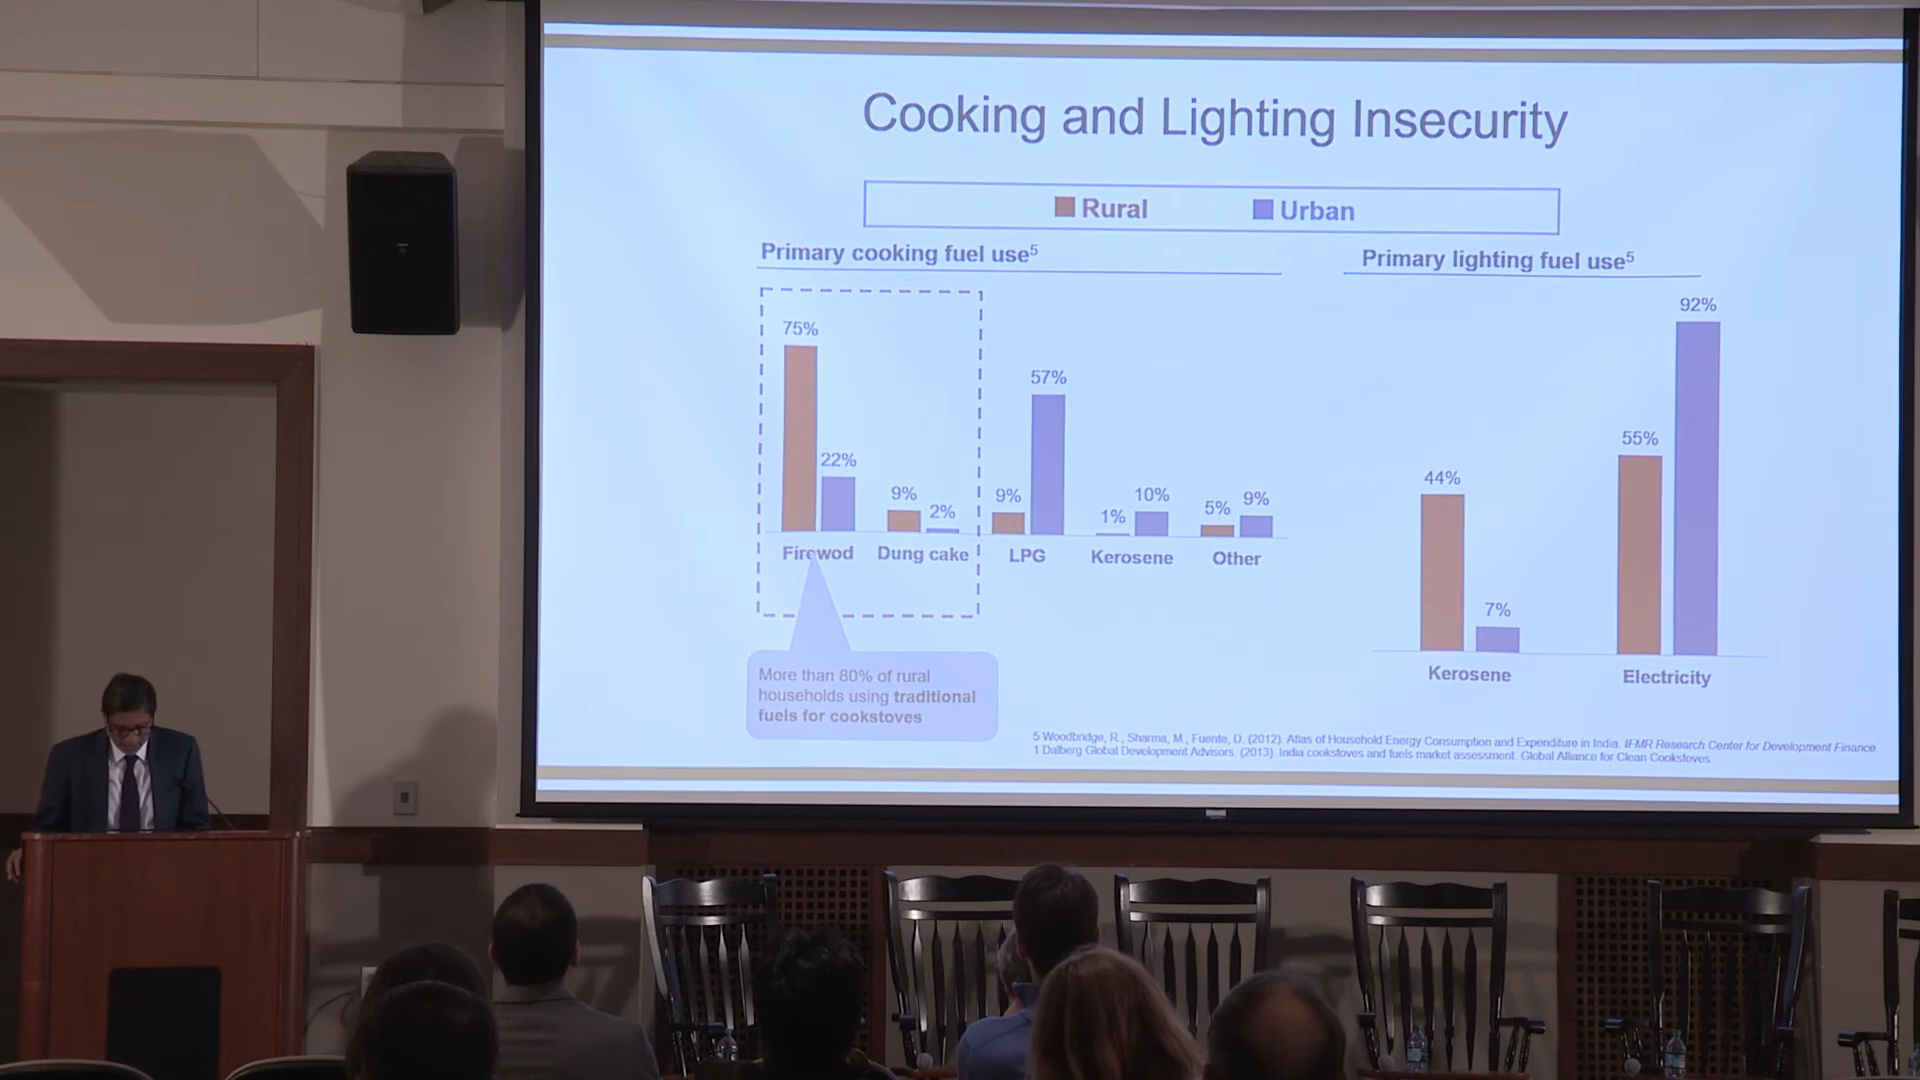 Cooking and Lighting Insecurity
Rural Urban
Primary cooking fuel use5
75%
22%
9%
2%
9%
57%
1%
10%
5%
9%
Firewod Dung cake LPG Kerosene Other
More than 80% of rural
households using traditional
fuels for cookstoves
Primary lighting fuel use5
44%
7%
55%
92%
Kerosene Electricity
5 Woodbridge, R., Sharma, M., Fuente, D. (2012). Atlas of Household Energy Consumption and Expenditure in India. IFMR Research Center for Development Finance.
1 Dalberg Global Development Advisors. (2013). India cookstoves and fuels market assessment. Global Alliance for Clean Cookstoves.